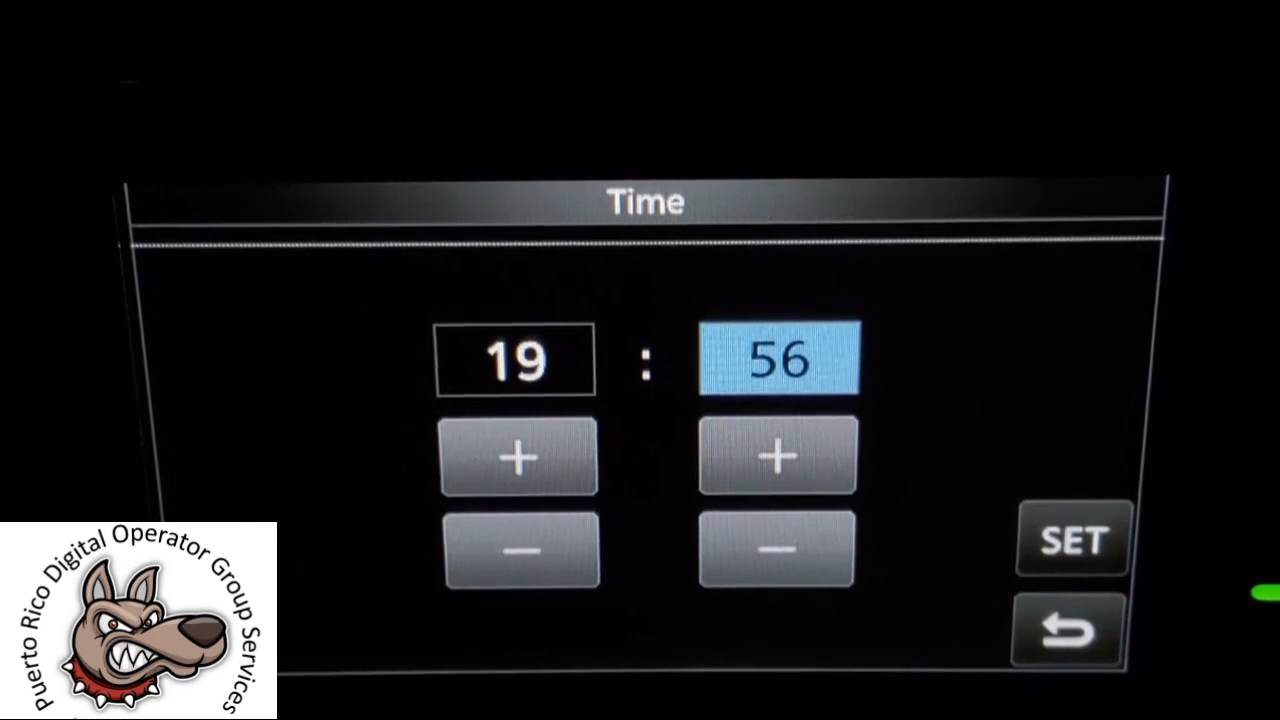 Time
19 : 56
+ +
- -
SET
Puerto Rico Digital Operator Group Services